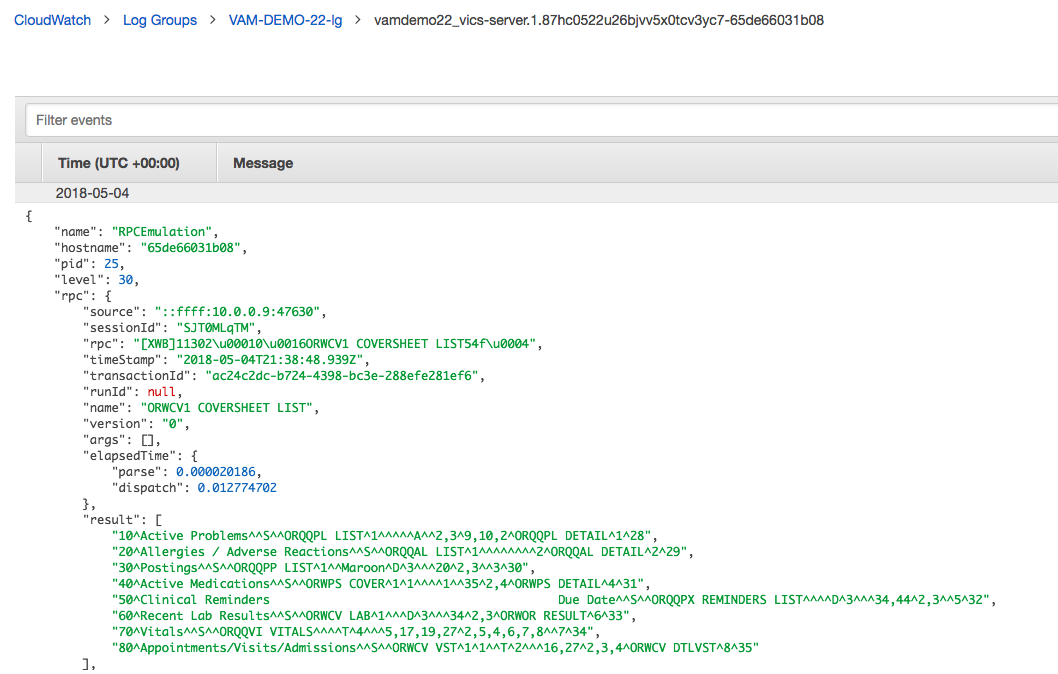 CloudWatch > Log Groups > VAM-DEMO-22-lg > vamdemo22_vics-server.1.87hc0522u26bjvv5x0tcv3yc7-65de66031b08
Filter events
Time (UTC +00:00) Message
2018-05-04
{
"name": "RPCEmulation",
"hostname": "65de66031b08",
"pid": 25,
"level": 30,
"rpc": {
"source": "::ffff:10.0.0.9:47630",
"sessionId": "SJT0MLqTM",
"rpc": "[XWB]11302\u00010\u0016ORWCV1 COVERSHEET LIST54f\u0004",
"timeStamp": "2018-05-04T21:38:48.939Z",
"transactionId": "ac24c2dc-b724-4398-bc3e-288efe281ef6",
"runId": null,
"name": "ORWCV1 COVERSHEET LIST",
"version": "0",
"args": [],
"elapsedTime": {
"parse": 0.000020186,
"dispatch": 0.012774702
},
"result": [
"10^Active Problems^^S^^ORQQPL LIST^1^^^^^A^^2,3^9,10,2^ORQQPL DETAIL^1^28",
"20^Allergies / Adverse Reactions^^S^^ORQQAL LIST^1^^^^^^^^2^ORQQAL DETAIL^2^29",
"30^Postings^^S^^ORQQPP LIST^1^^Maroon^D^3^^^20^2,3^^3^30",
"40^Active Medications^^S^^ORWPS COVER^1^1^^^^1^^35^2,4^ORWPS DETAIL^4^31",
"50^Clinical Reminders Due Date^^S^^ORQQPX REMINDERS LIST^^^^D^3^^^34,44^2,3^^5^32",
"60^Recent Lab Results^^S^^ORWCV LAB^1^^^D^3^^^34^2,3^ORWOR RESULT^6^33",
"70^Vitals^^S^^ORQQVI VITALS^^^^T^4^^^5,17,19,27^2,5,4,6,7,8^^7^34",
"80^Appointments/Visits/Admissions^^S^^ORWCV VST^1^1^^T^2^^^16,27^2,3,4^ORWCV DTLVST^8^35"
],